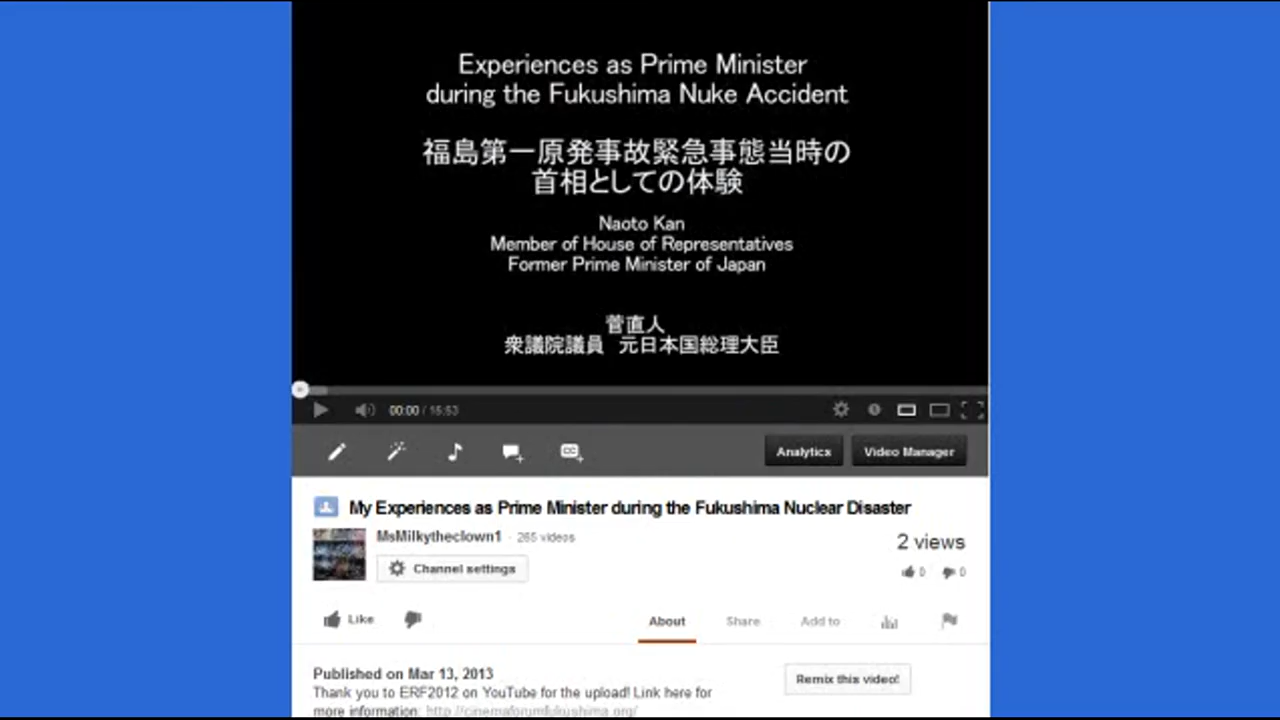 Experiences as Prime Minister
during the Fukushima Nuke Accident
福島第一原発事故緊急事態当時の
首相としての体験
Naoto Kan
Member of House of Representatives
Former Prime Minister of Japan
菅直人
衆議院議員 元日本国総理大臣
00:00 / 15:53
Analytics
Video Manager
My Experiences as Prime Minister during the Fukushima Nuclear Disaster
MsMilkytheclown1 · 265 videos
2 views
Channel settings
0 0
Like
About
Share
Add to
Published on Mar 13, 2013
Remix this video!
Thank you to ERF2012 on YouTube for the upload! Link here for
more information: http://cinemaforumfukushima.org/